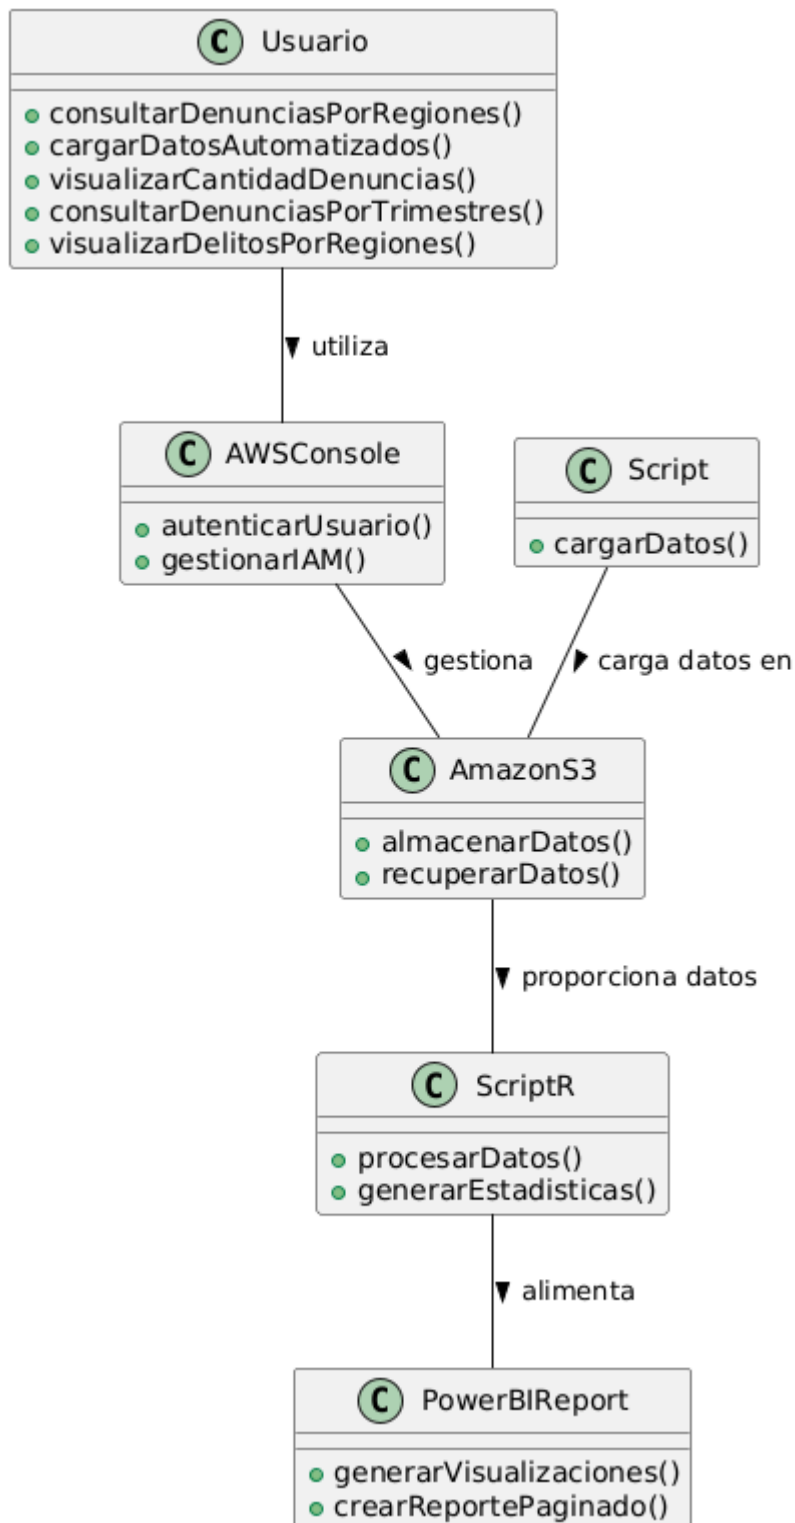 C Usuario
consultarDenunciasPorRegiones()
cargarDatosAutomatizados()
visualizarCantidadDenuncias()
consultarDenunciasPorTrimestres()
visualizarDelitosPorRegiones()
utiliza
C AWSConsole
autenticarUsuario()
gestionarIAM()
C Script
cargarDatos()
gestiona
carga datos en
C AmazonS3
almacenarDatos()
recuperarDatos()
proporciona datos
C ScriptR
procesarDatos()
generarEstadisticas()
alimenta
C PowerBIReport
generarVisualizaciones()
crearReportePaginado()